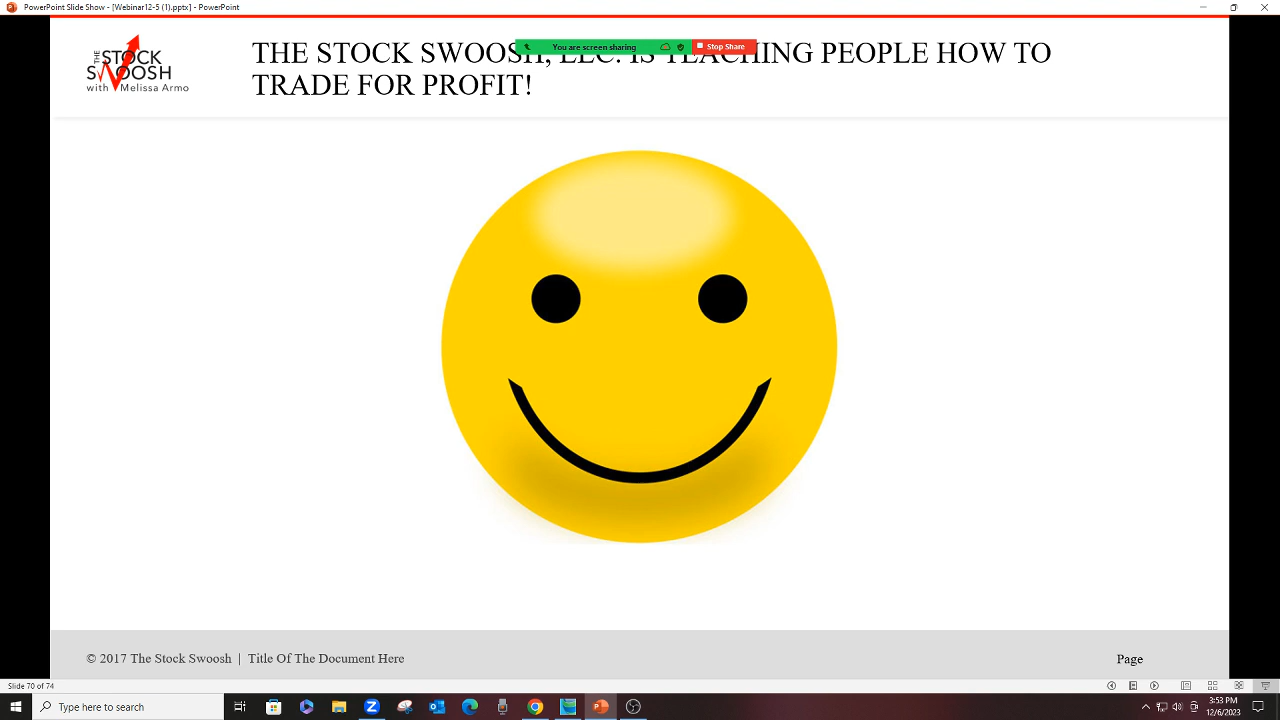 PowerPoint Slide Show - [Webinar12-5 (1).pptx] - PowerPoint
You are screen sharing
Stop Share
THE STOCK SWOOSH
with Melissa Armo
THE STOCK SWOOSH, LLC. IS TEACHING PEOPLE HOW TO
TRADE FOR PROFIT!
© 2017 The Stock Swoosh | Title Of The Document Here
Page
Slide 70 of 74
Type here to search
3:53 PM
12/6/2023